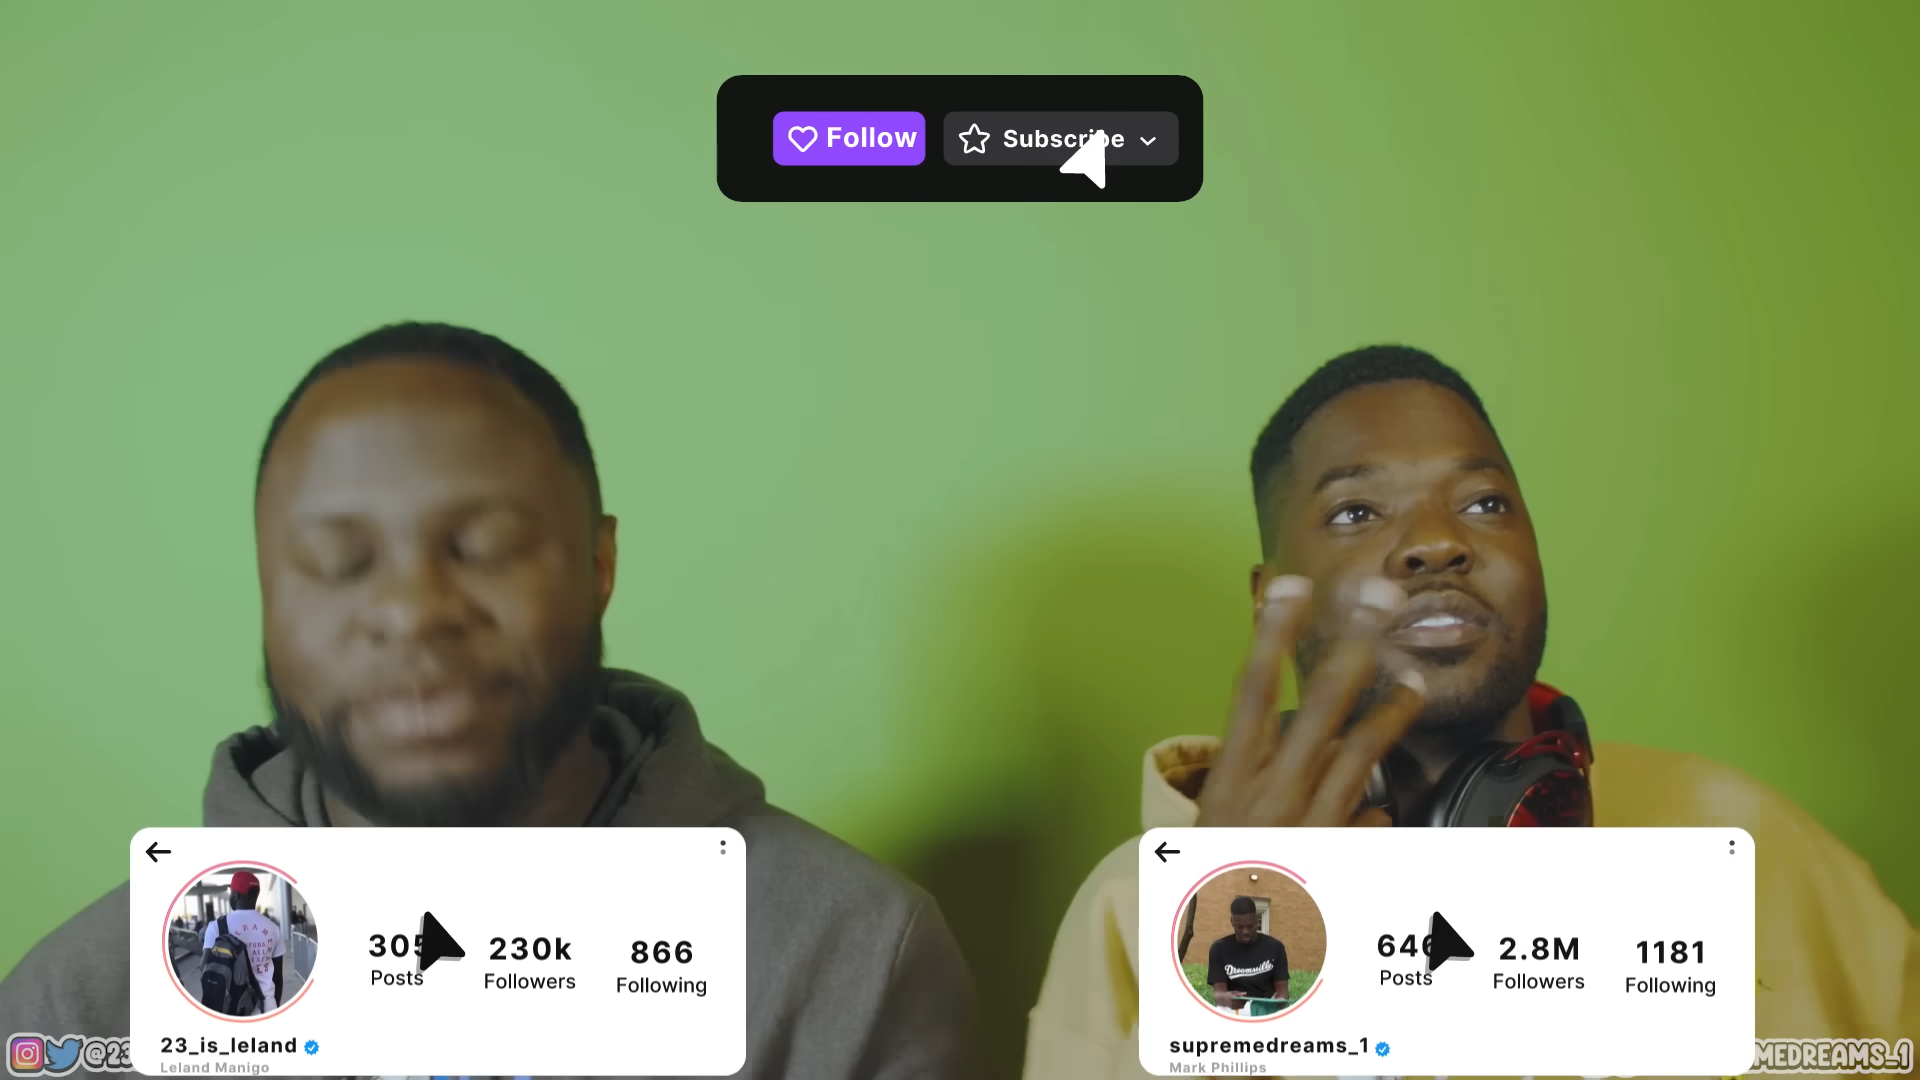 Follow
Subscribe
305 230k 866
Posts Followers Following
23_is_leland
Leland Manigo
646 2.8M 1181
Posts Followers Following
supremedreams_1
Mark Phillips
@23
MEDREAMS_1